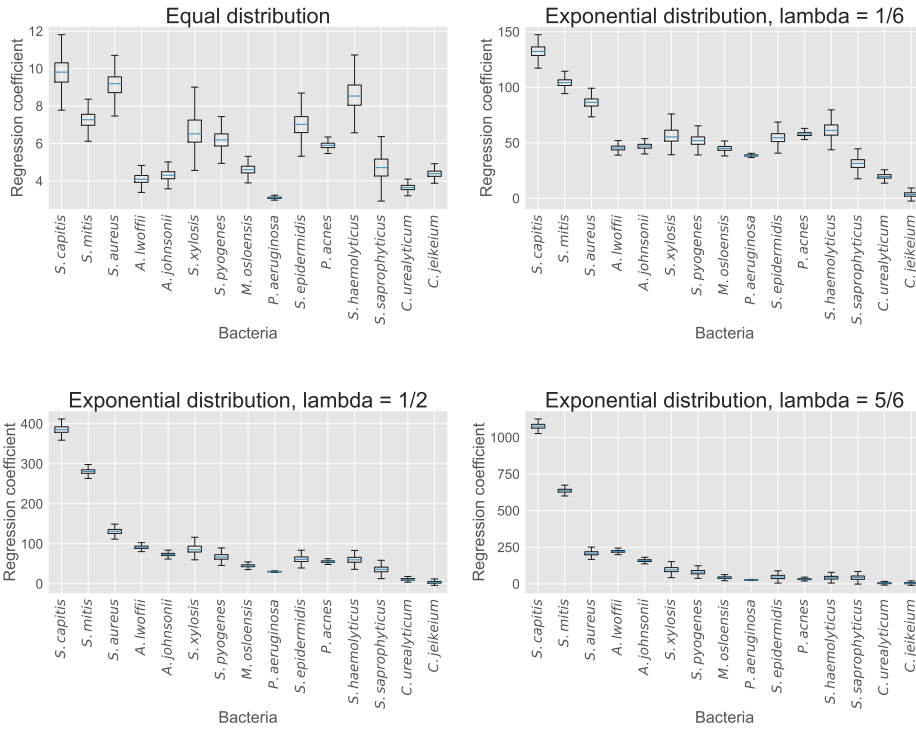 Equal distribution
12
10
8
6
4
Regression coefficient
S. capitis
S. mitis
S. aureus
A. lwoffii
A. johnsonii
S. xylosis
S. pyogenes
M. osloensis
P. aeruginosa
S. epidermidis
P. acnes
S. haemolyticus
S. saprophyticus
C. urealyticum
C. jeikeium
Bacteria
Exponential distribution, lambda = 1/6
150
100
50
0
Regression coefficient
S. capitis
S. mitis
S. aureus
A. lwoffii
A. johnsonii
S. xylosis
S. pyogenes
M. osloensis
P. aeruginosa
S. epidermidis
P. acnes
S. haemolyticus
S. saprophyticus
C. urealyticum
C. jeikeium
Bacteria
Exponential distribution, lambda = 1/2
400
300
200
100
0
Regression coefficient
S. capitis
S. mitis
S. aureus
A. lwoffii
A. johnsonii
S. xylosis
S. pyogenes
M. osloensis
P. aeruginosa
S. epidermidis
P. acnes
S. haemolyticus
S. saprophyticus
C. urealyticum
C. jeikeium
Bacteria
Exponential distribution, lambda = 5/6
1000
750
500
250
0
Regression coefficient
S. capitis
S. mitis
S. aureus
A. lwoffii
A. johnsonii
S. xylosis
S. pyogenes
M. osloensis
P. aeruginosa
S. epidermidis
P. acnes
S. haemolyticus
S. saprophyticus
C. urealyticum
C. jeikeium
Bacteria